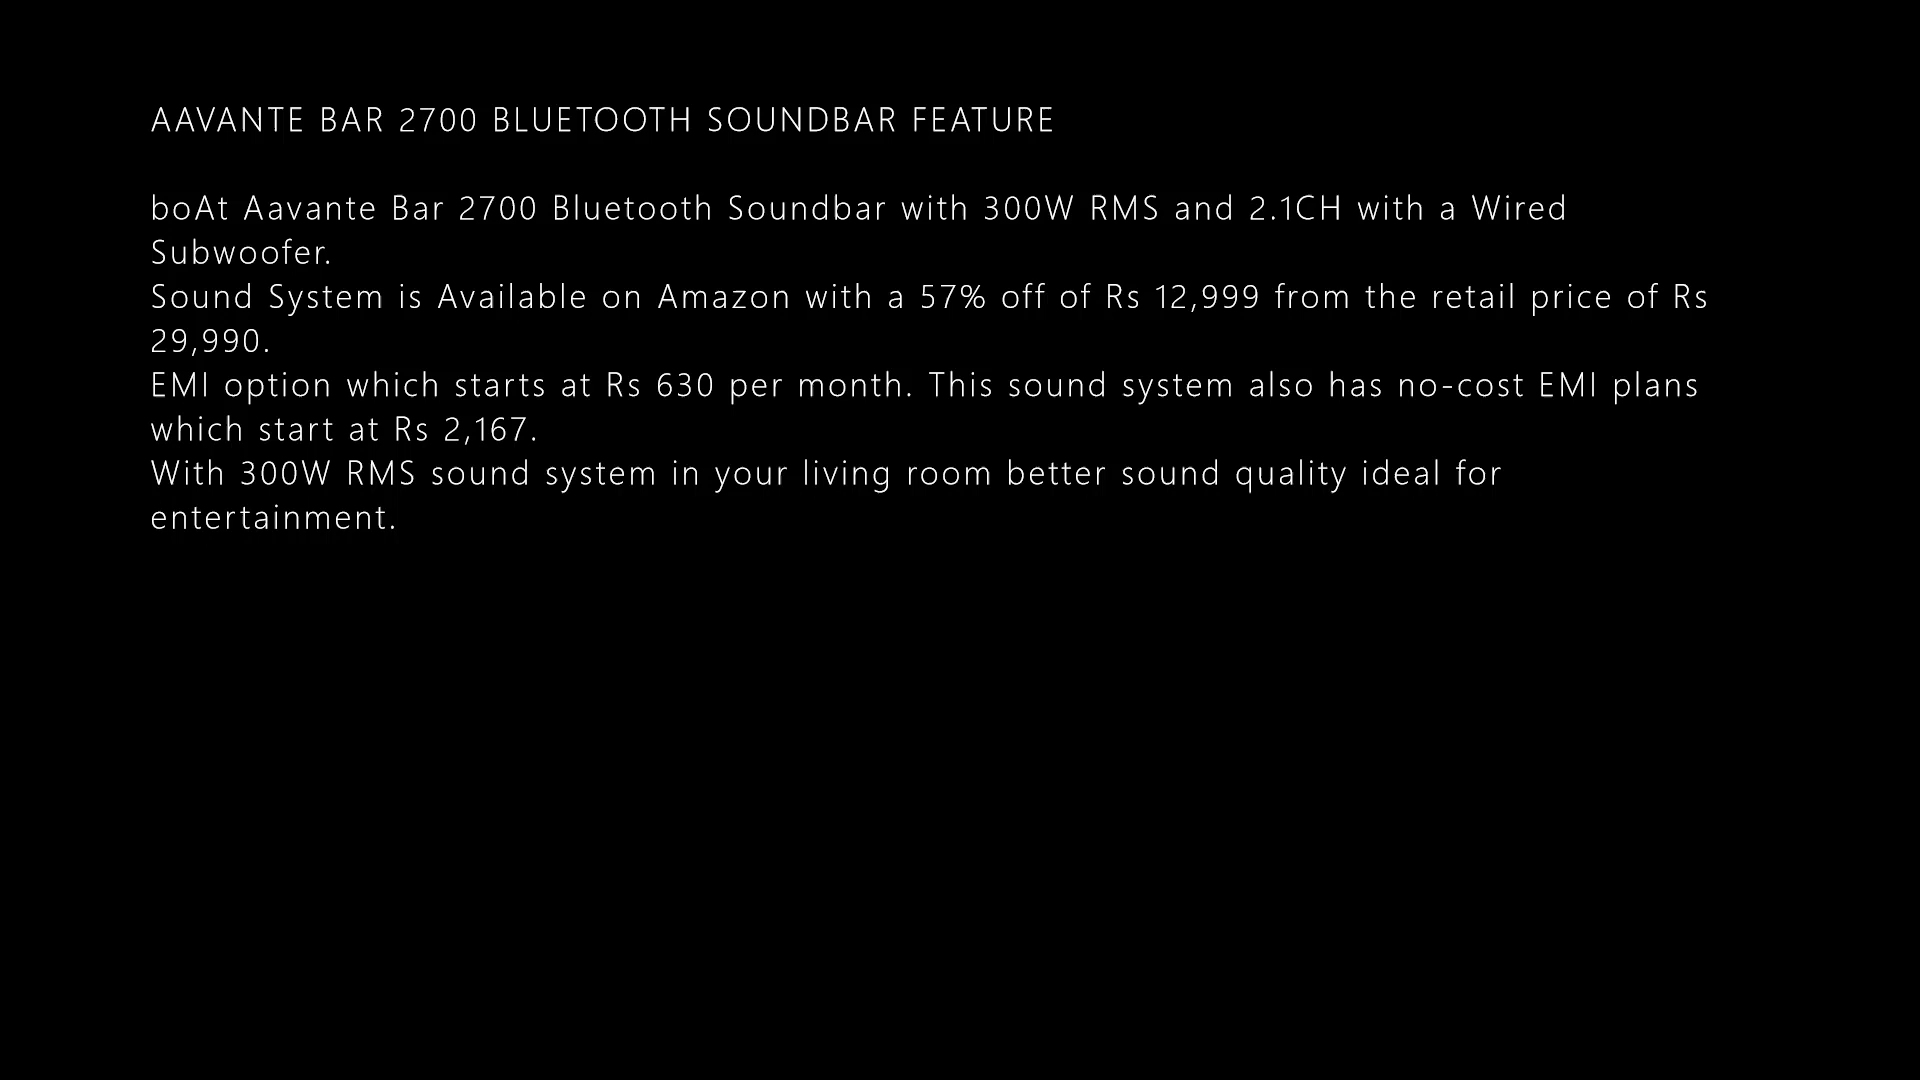 AAVANTE BAR 2700 BLUETOOTH SOUNDBAR FEATURE
boAt Aavante Bar 2700 Bluetooth Soundbar with 300W RMS and 2.1CH with a Wired
Subwoofer.
Sound System is Available on Amazon with a 57% off of Rs 12,999 from the retail price of Rs
29,990.
EMI option which starts at Rs 630 per month. This sound system also has no-cost EMI plans
which start at Rs 2,167.
With 300W RMS sound system in your living room better sound quality ideal for
entertainment.